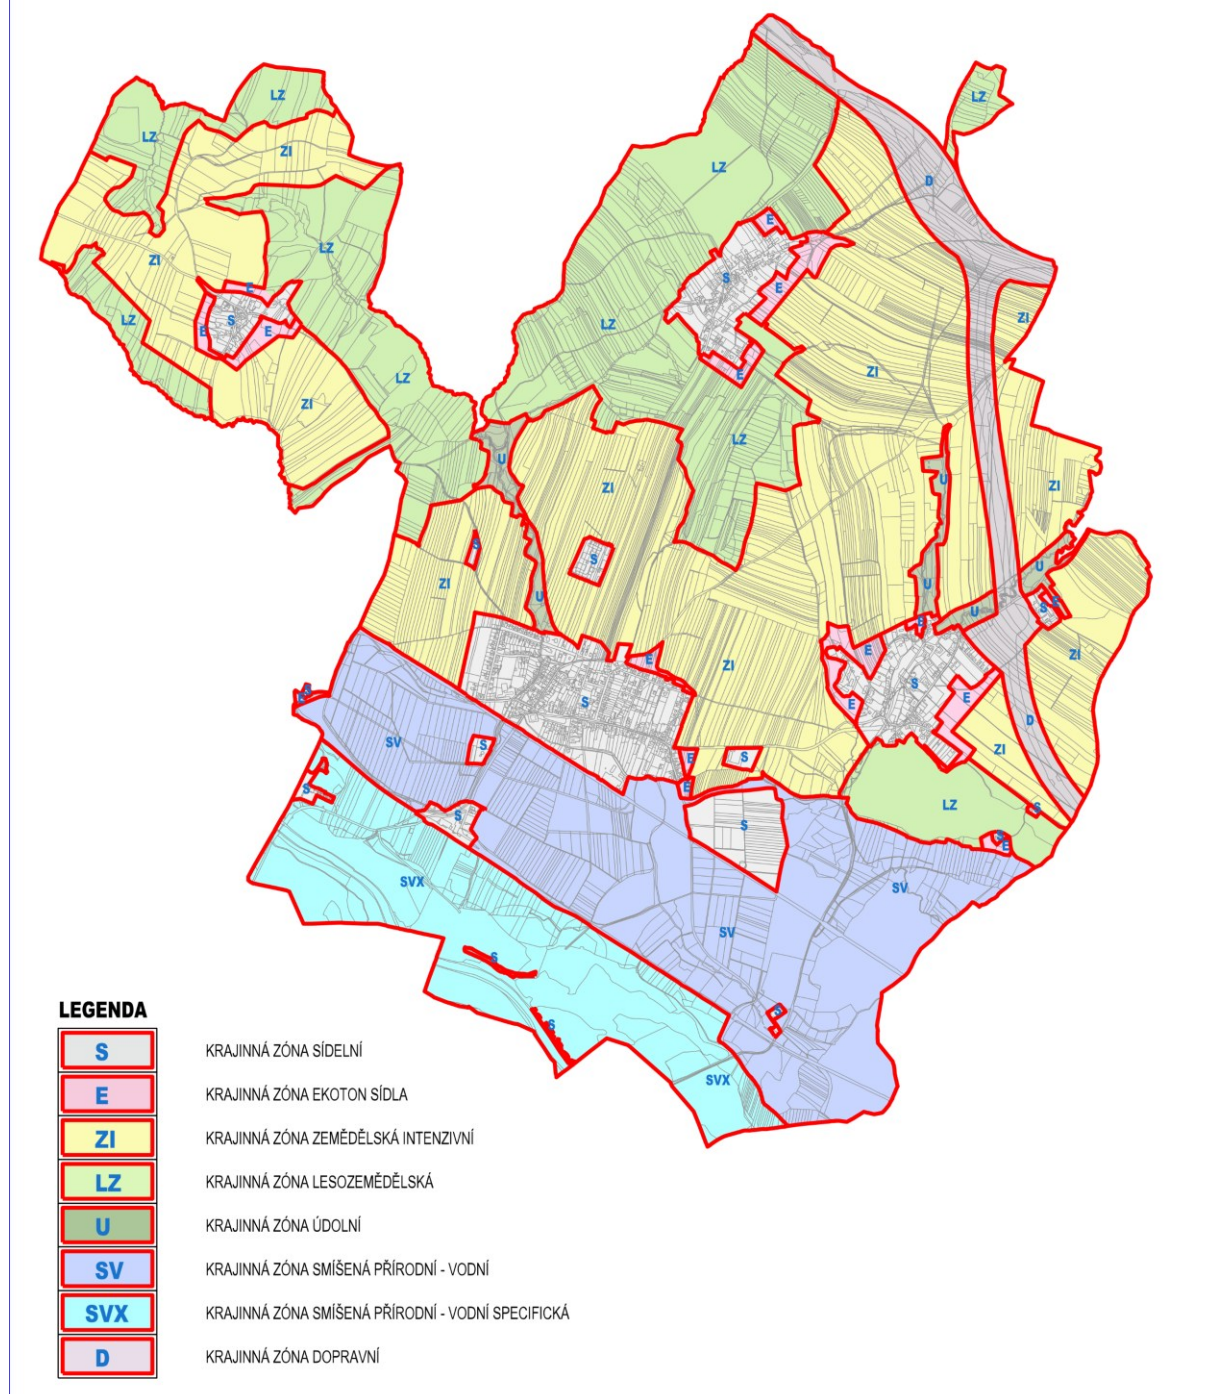 LZ
LZ
LZ
ZI
D
LZ
E
LZ
ZI
S
E
E
LZ
ZI
S
E
E
LZ
LZ
ZI
E
ZI
LZ
ZI
LZ
U
ZI
U
ZI
S
S
ZI
U
U
U
U
S
E
E
E
ZI
E
ZI
S
S
E
E
S
E
D
SV
S
E
S
ZI
S
E
LZ
S
S
S
S
E
SVX
SV
SV
S
S
S
SVX
LEGENDA
S KRAJINNÁ ZÓNA SÍDELNÍ
E KRAJINNÁ ZÓNA EKOTON SÍDLA
ZI KRAJINNÁ ZÓNA ZEMĚDĚLSKÁ INTENZIVNÍ
LZ KRAJINNÁ ZÓNA LESOZEMĚDĚLSKÁ
U KRAJINNÁ ZÓNA ÚDOLNÍ
SV KRAJINNÁ ZÓNA SMÍŠENÁ PŘÍRODNÍ - VODNÍ
SVX KRAJINNÁ ZÓNA SMÍŠENÁ PŘÍRODNÍ - VODNÍ SPECIFICKÁ
D KRAJINNÁ ZÓNA DOPRAVNÍ